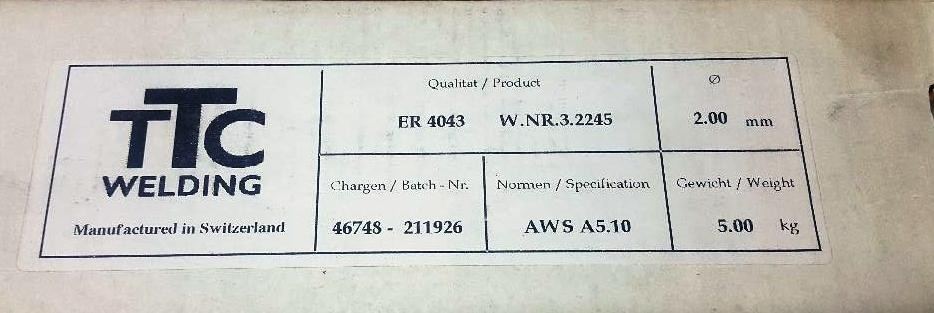 TTC
WELDING
Manufactured in Switzerland
Qualitat / Product
ER 4043 W.NR.3.2245
Ø
2.00 mm
Chargen / Batch - Nr.
46748 - 211926
Normen / Specification
AWS A5.10
Gewicht / Weight
5.00 kg